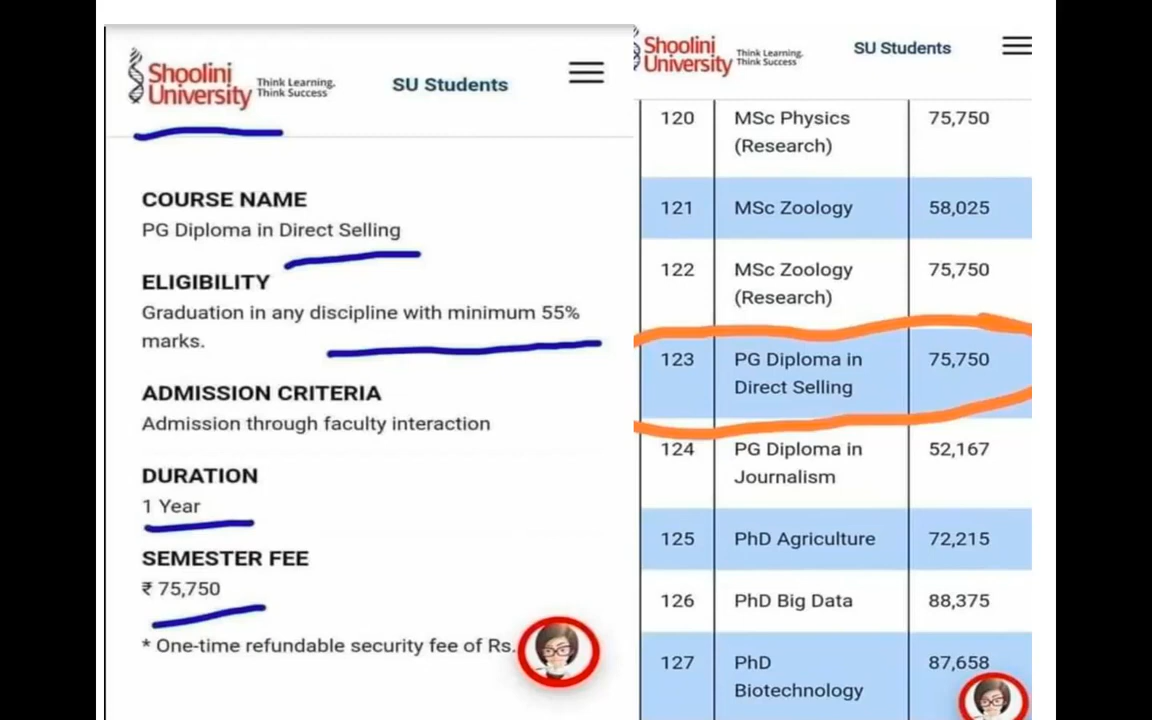 Shoolini
University
Think Learning.
Think Success
SU Students
COURSE NAME
PG Diploma in Direct Selling
ELIGIBILITY
Graduation in any discipline with minimum 55%
marks.
ADMISSION CRITERIA
Admission through faculty interaction
DURATION
1 Year
SEMESTER FEE
₹ 75,750
* One-time refundable security fee of Rs.
Shoolini
University
Think Learning.
Think Success
SU Students
120 MSc Physics 75,750
(Research)
121 MSc Zoology 58,025
122 MSc Zoology 75,750
(Research)
123 PG Diploma in 75,750
Direct Selling
124 PG Diploma in 52,167
Journalism
125 PhD Agriculture 72,215
126 PhD Big Data 88,375
127 PhD 87,658
Biotechnology